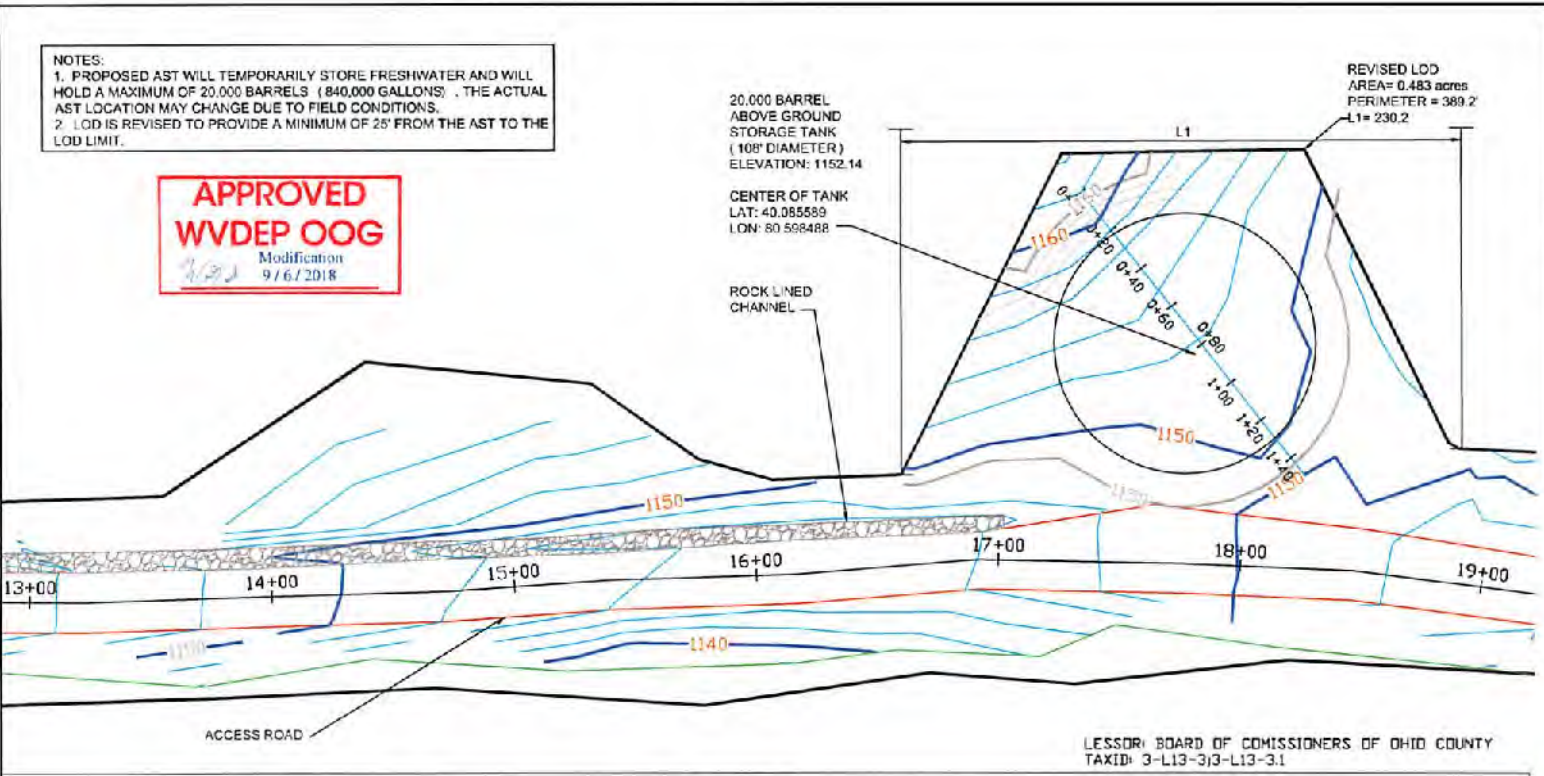 NOTES:
1. PROPOSED AST WILL TEMPORARILY STORE FRESHWATER AND WILL
HOLD A MAXIMUM OF 20,000 BARRELS (840,000 GALLONS) . THE ACTUAL
AST LOCATION MAY CHANGE DUE TO FIELD CONDITIONS.
2. LOD IS REVISED TO PROVIDE A MINIMUM OF 25' FROM THE AST TO THE
LOD LIMIT.
APPROVED
WVDEP OOG
Modification
9/6/2018
20,000 BARREL
ABOVE GROUND
STORAGE TANK
(108' DIAMETER)
ELEVATION: 1152.14
CENTER OF TANK
LAT: 40.085589
LON: 80.598488
ROCK LINED
CHANNEL
REVISED LOD
AREA= 0.483 acres
PERIMETER = 389.2'
L1= 230.2'
L1
1160
0+20
0+40
0+60
0+80
1+00
1+20
1+40
1150
1150
1150
1150
13+00
14+00
15+00
16+00
17+00
18+00
19+00
1140
ACCESS ROAD
LESSOR: BOARD OF COMISSIONERS OF OHIO COUNTY
TAXID: 3-L13-3;3-L13-3.1